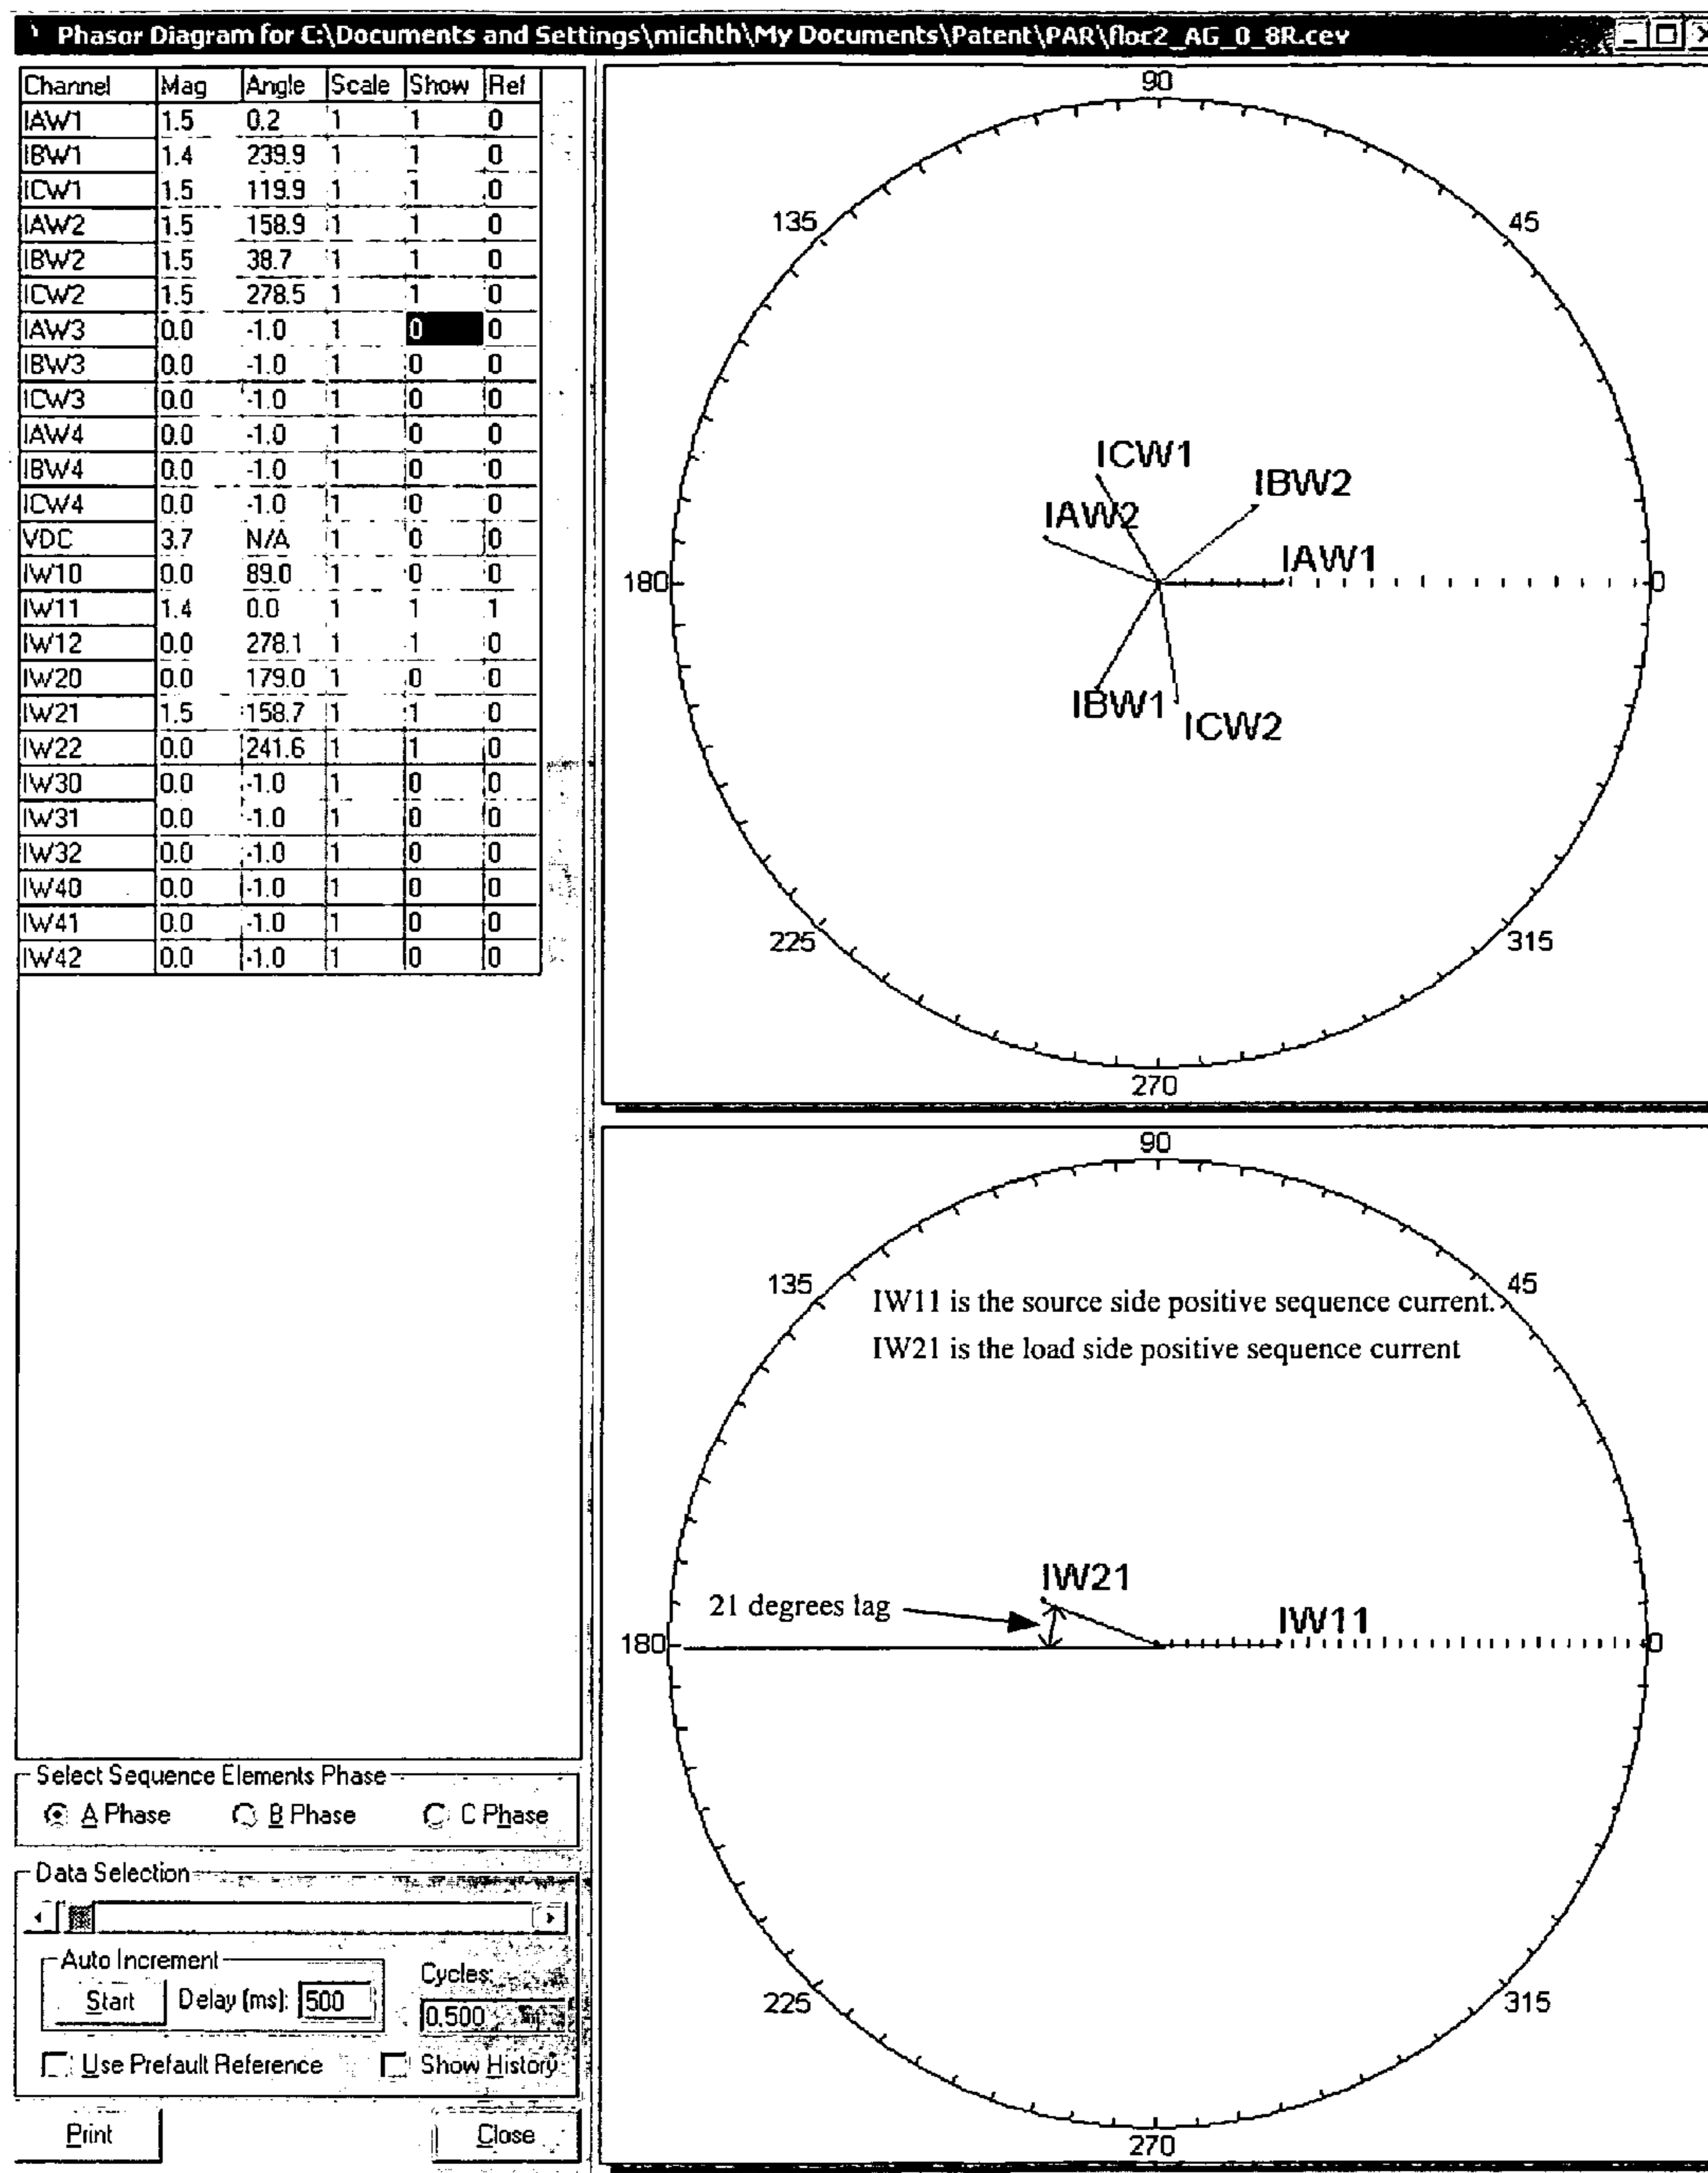 Phasor Diagram for C:\Documents and Settings\michth\My Documents\Patent\PAR\floc2_AG_0_8R.cev
Channel Mag Angle Scale Show Ref
IAW1 1.5 0.2 1 1 0
IBW1 1.4 239.9 1 1 0
ICW1 1.5 119.9 1 1 0
IAW2 1.5 158.9 1 1 0
IBW2 1.5 38.7 1 1 0
ICW2 1.5 278.5 1 1 0
IAW3 0.0 -1.0 1 0 0
IBW3 0.0 -1.0 1 0 0
ICW3 0.0 -1.0 1 0 0
IAW4 0.0 -1.0 1 0 0
IBW4 0.0 -1.0 1 0 0
ICW4 0.0 -1.0 1 0 0
VDC 3.7 N/A 1 0 0
IW10 0.0 89.0 1 0 0
IW11 1.4 0.0 1 1 1
IW12 0.0 278.1 1 1 0
IW20 0.0 179.0 1 0 0
IW21 1.5 158.7 1 1 0
IW22 0.0 241.6 1 1 0
IW30 0.0 -1.0 1 0 0
IW31 0.0 -1.0 1 0 0
IW32 0.0 -1.0 1 0 0
IW40 0.0 -1.0 1 0 0
IW41 0.0 -1.0 1 0 0
IW42 0.0 -1.0 1 0 0
Select Sequence Elements Phase
A Phase B Phase C Phase
Data Selection
Auto Increment
Start Delay (ms): 500
Cycles:
0.500
Use Prefault Reference Show History
Print Close
90
135 45
ICW1
IBW2
IAW2
IAW1
180 0
IBW1
ICW2
225 315
270
90
135 45
IW11 is the source side positive sequence current.
IW21 is the load side positive sequence current
IW21
21 degrees lag
IW11
180 0
225 315
270